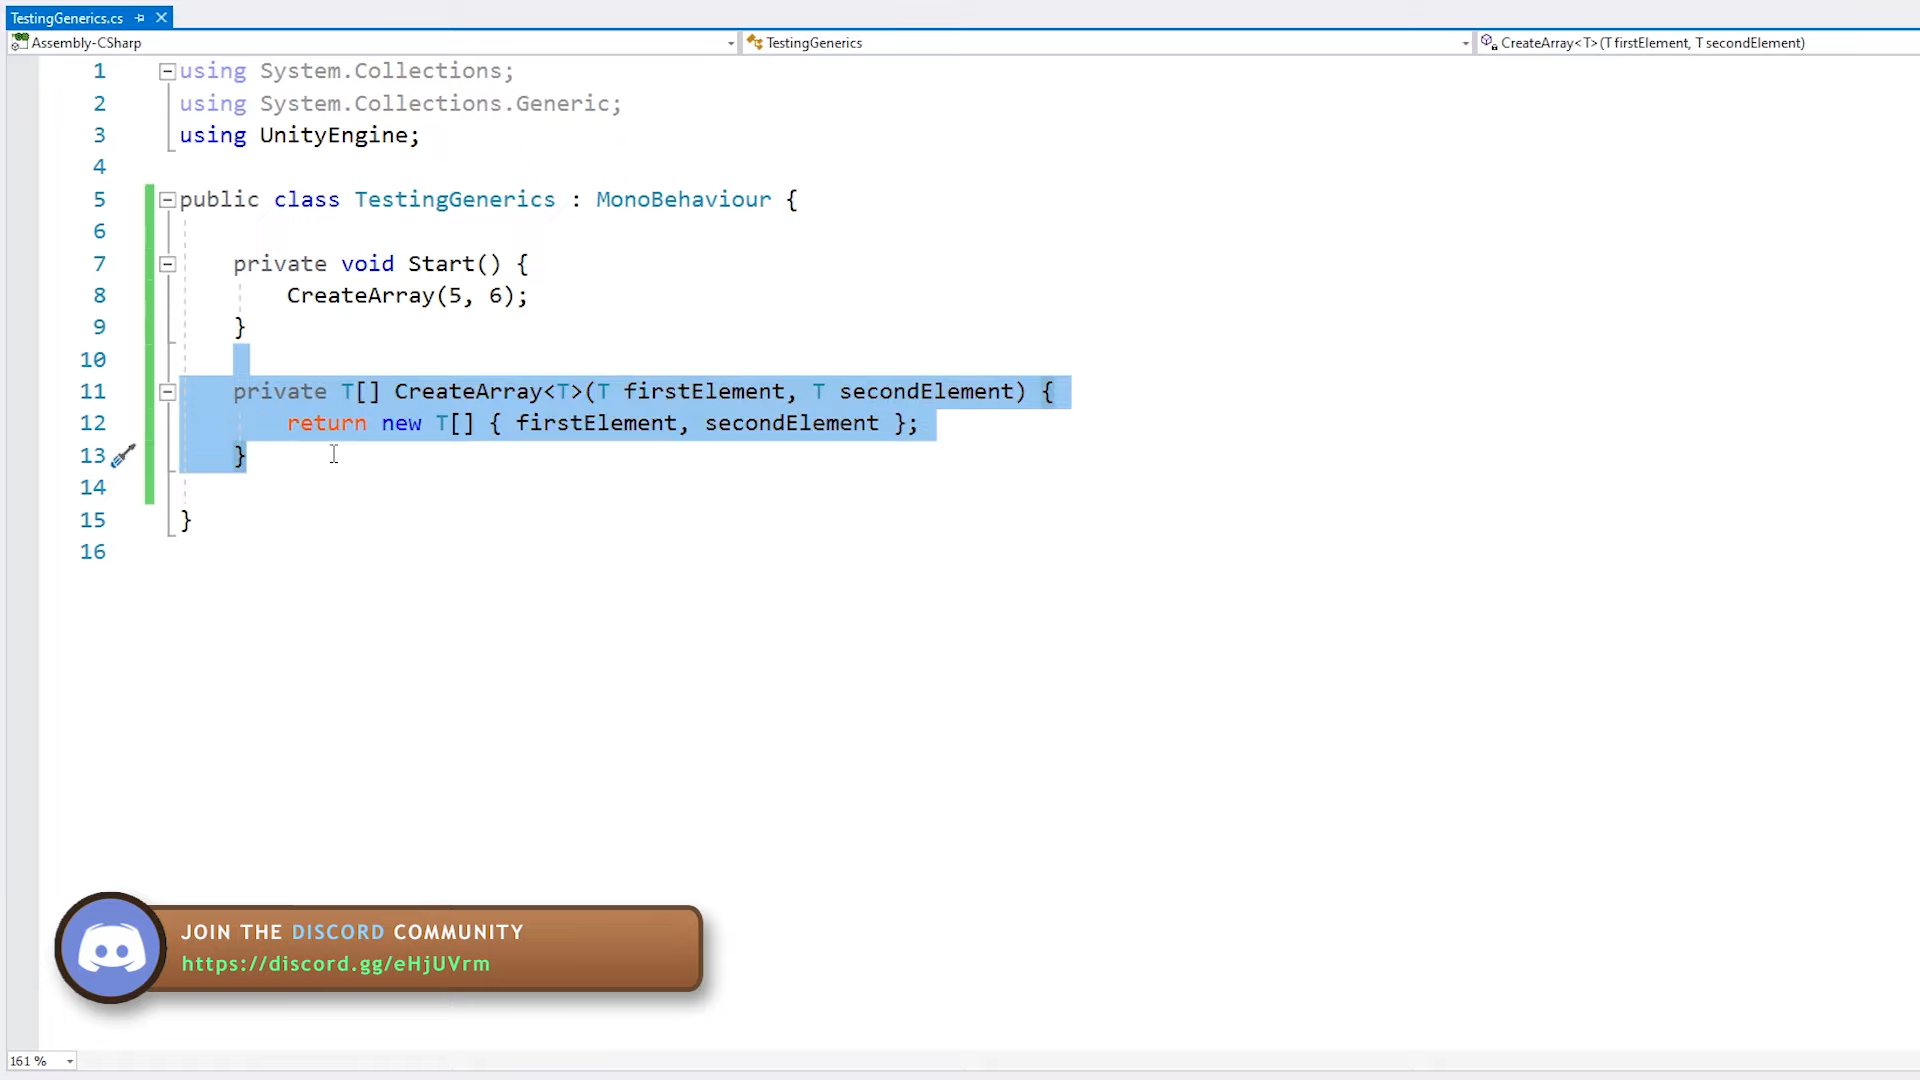 TestingGenerics.cs
Assembly-CSharp
TestingGenerics
CreateArray<T>(T firstElement, T secondElement)
1 using System.Collections;
2 using System.Collections.Generic;
3 using UnityEngine;
4
5 public class TestingGenerics : MonoBehaviour {
6
7 private void Start() {
8 CreateArray(5, 6);
9 }
10
11 private T[] CreateArray<T>(T firstElement, T secondElement) {
12 return new T[] { firstElement, secondElement };
13 }
14
15 }
16
JOIN THE DISCORD COMMUNITY
https://discord.gg/eHjUVrm
161 %